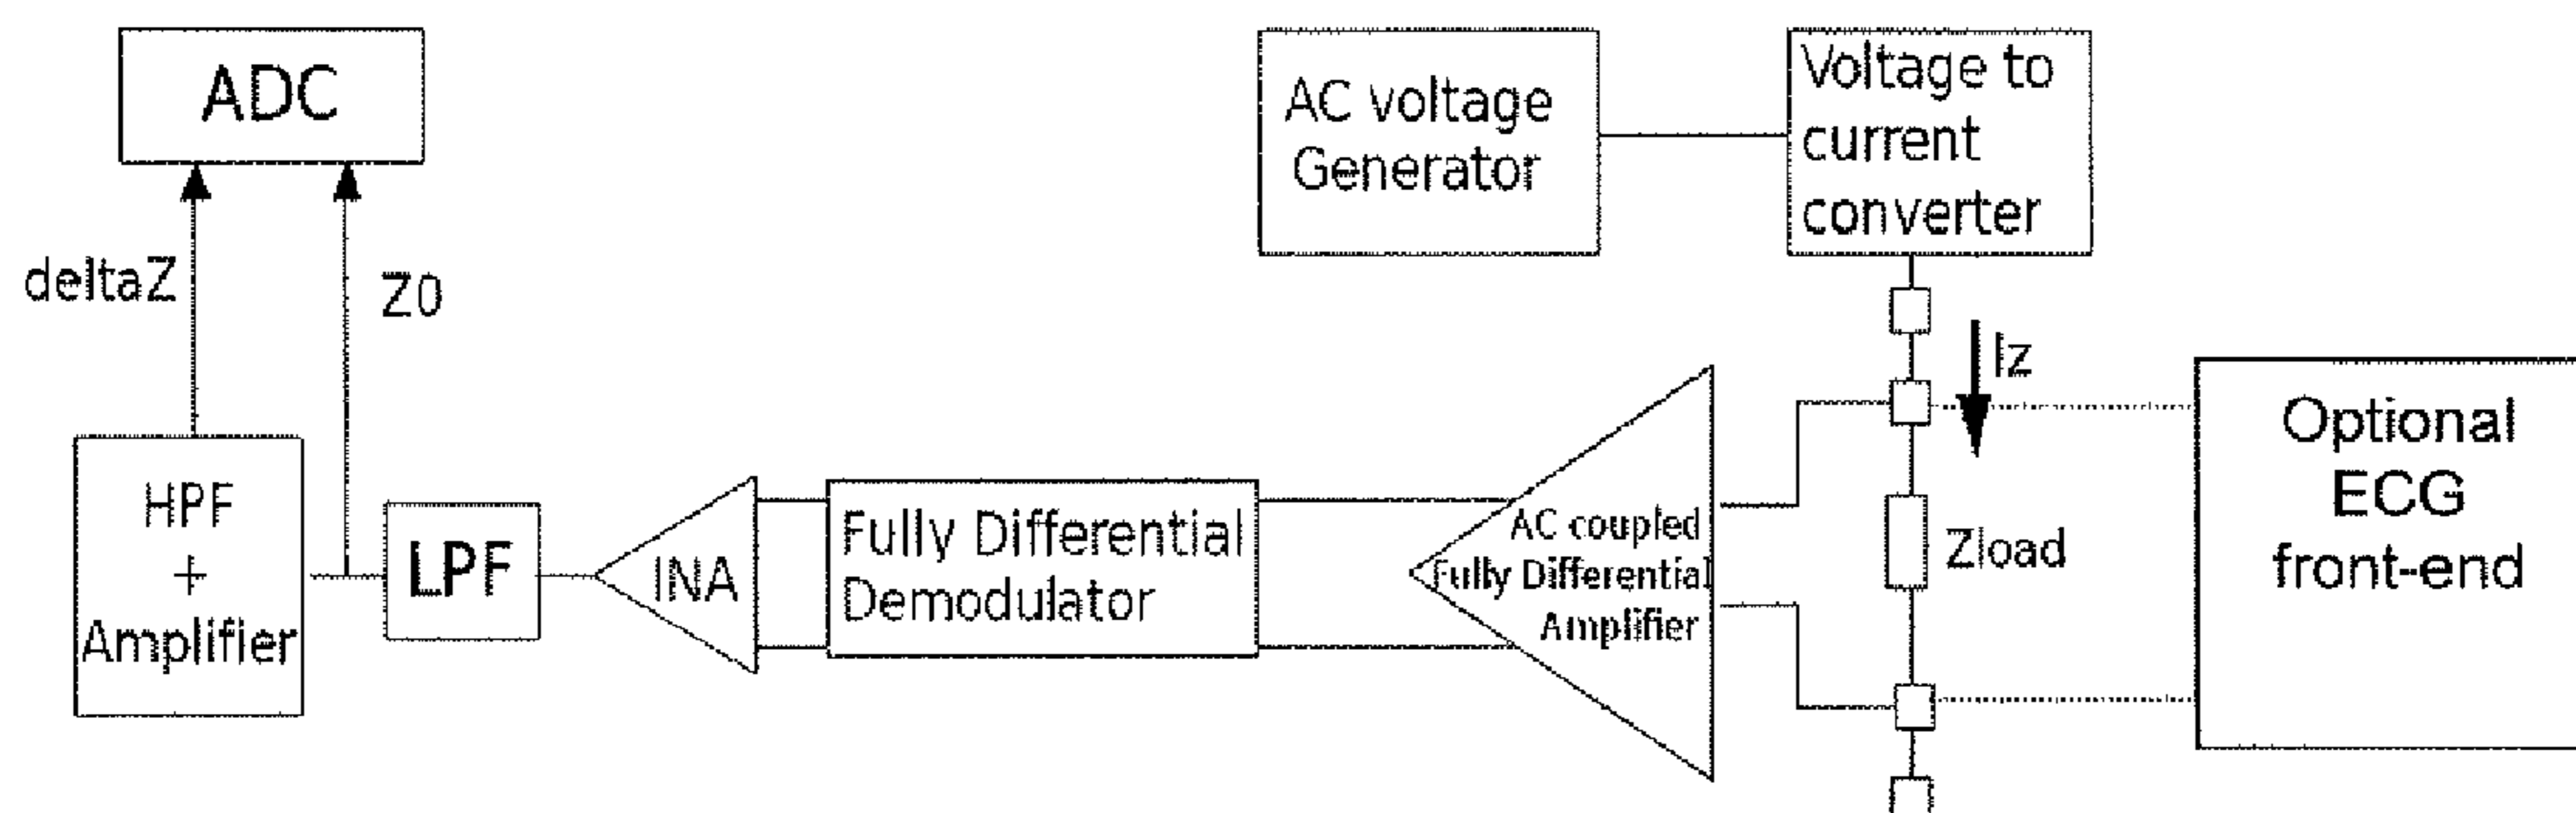 ADC
AC voltage
Generator
Voltage to
current
converter
deltaZ
Z0
Iz
HPF
+
Amplifier
LPF
INA
Fully Differential
Demodulator
AC coupled
Fully Differential
Amplifier
Zload
Optional
ECG
front-end